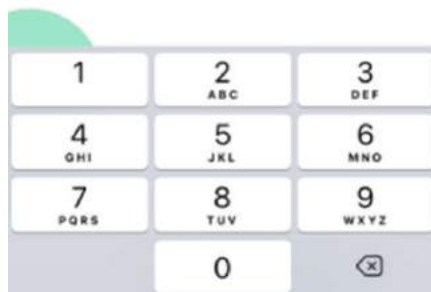 1 2 3
ABC DEF
4 5 6
GHI JKL MNO
7 8 9
PQRS TUV WXYZ
0